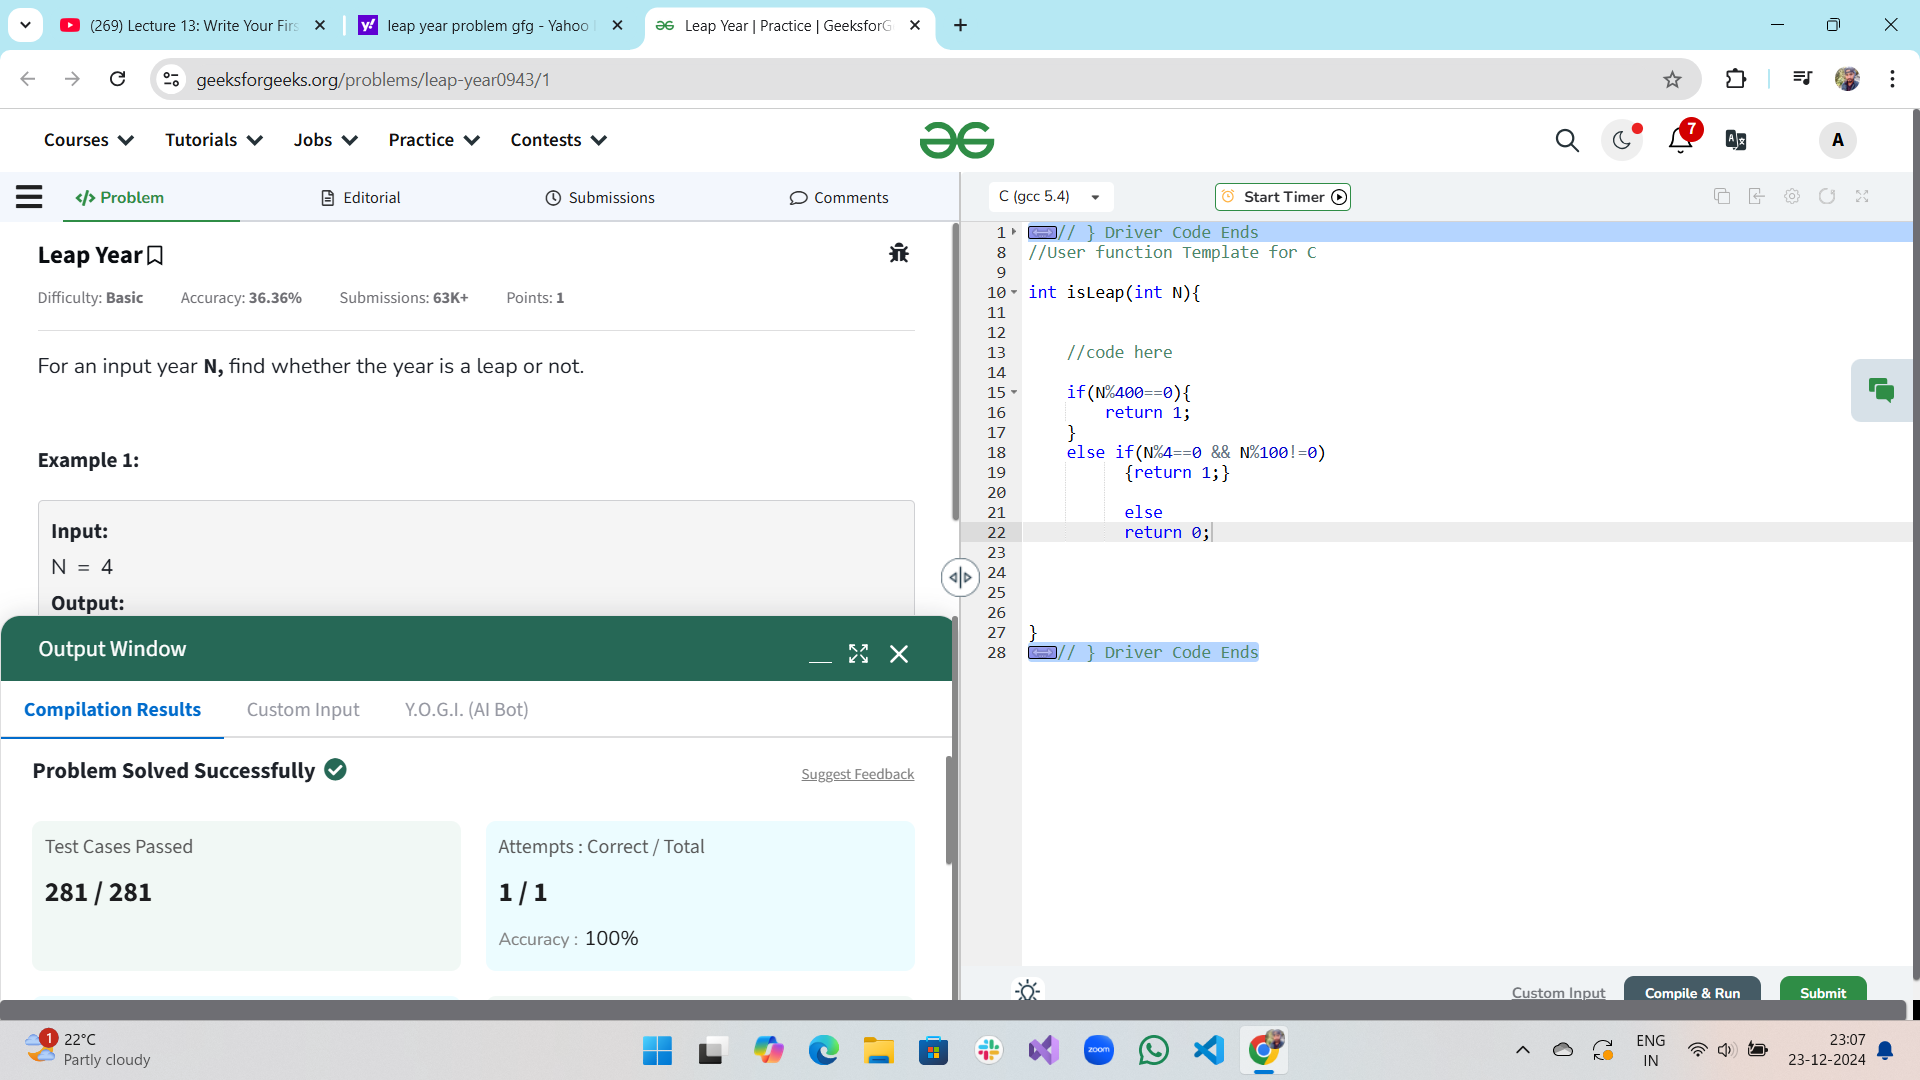 (269) Lecture 13: Write Your Firs
leap year problem gfg - Yahoo
Leap Year | Practice | GeeksforG
geeksforgeeks.org/problems/leap-year0943/1
Courses
Tutorials
Jobs
Practice
Contests
7
A
</> Problem
Editorial
Submissions
Comments
C (gcc 5.4)
Start Timer
Leap Year
Difficulty: Basic
Accuracy: 36.36%
Submissions: 63K+
Points: 1
For an input year N, find whether the year is a leap or not.
Example 1:
Input:
N = 4
Output:
Output Window
Compilation Results
Custom Input
Y.O.G.I. (AI Bot)
Problem Solved Successfully
Suggest Feedback
Test Cases Passed
281 / 281
Attempts : Correct / Total
1 / 1
Accuracy : 100%
1 // } Driver Code Ends
8 //User function Template for C
9
10 int isLeap(int N){
11
12
13 //code here
14
15 if(N%400==0){
16 return 1;
17 }
18 else if(N%4==0 && N%100!=0)
19 {return 1;}
20
21 else
22 return 0;
23
24
25
26
27 }
28 // } Driver Code Ends
Custom Input
Compile & Run
Submit
1
22°C
Partly cloudy
zoom
ENG
IN
23:07
23-12-2024